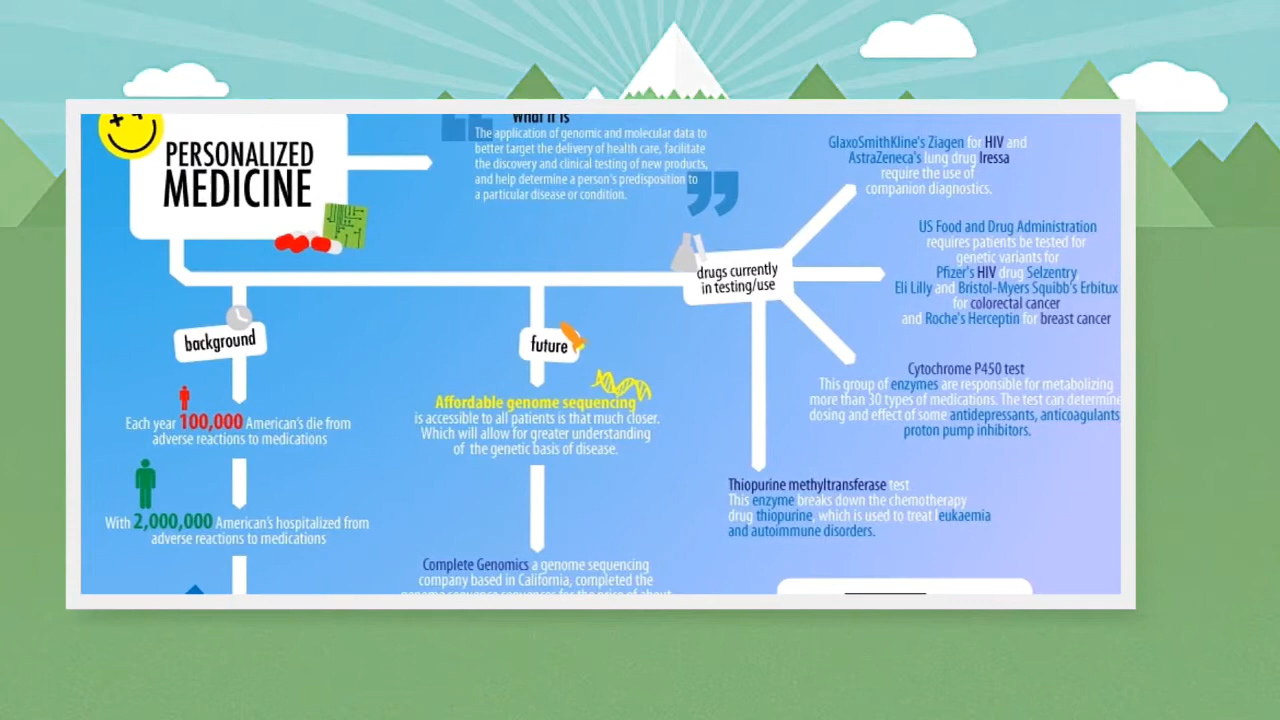 What it is
PERSONALIZED
MEDICINE
The application of genomic and molecular data to
better target the delivery of health care, facilitate
the discovery and clinical testing of new products,
and help determine a person's predisposition to
a particular disease or condition.
GlaxoSmithKline's Ziagen for HIV and
AstraZeneca's lung drug Iressa
require the use of
companion diagnostics.
drugs currently
in testing/use
US Food and Drug Administration
requires patients be tested for
genetic variants for
Pfizer's HIV drug Selzentry
Eli Lilly and Bristol-Myers Squibb's Erbitux
for colorectal cancer
and Roche's Herceptin for breast cancer
background
future
Cytochrome P450 test
This group of enzymes are responsible for metabolizing
more than 30 types of medications. The test can determine
dosing and effect of some antidepressants, anticoagulants,
proton pump inhibitors.
Each year 100,000 American's die from
adverse reactions to medications
Affordable genome sequencing
is accessible to all patients is that much closer.
Which will allow for greater understanding
of the genetic basis of disease.
With 2,000,000 American's hospitalized from
adverse reactions to medications
Thiopurine methyltransferase test
This enzyme breaks down the chemotherapy
drug thiopurine, which is used to treat leukaemia
and autoimmune disorders.
Complete Genomics a genome sequencing
company based in California, completed the